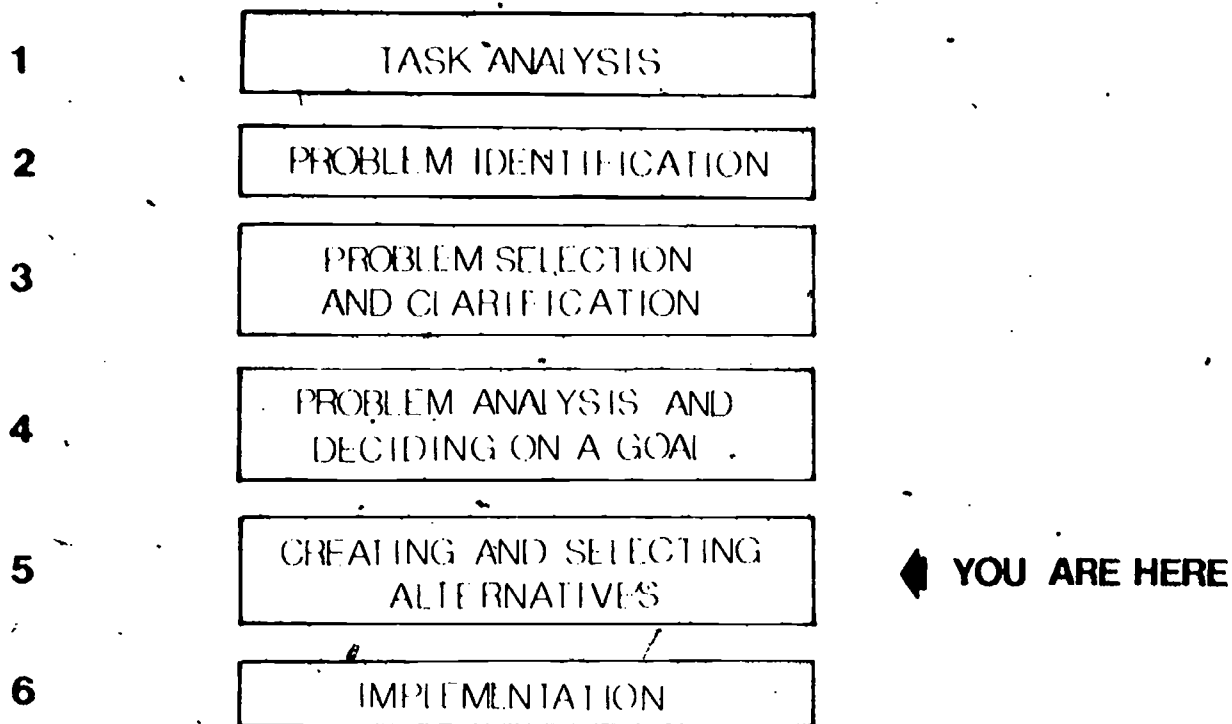 1 TASK ANALYSIS
2 PROBLEM IDENTIFICATION
3 PROBLEM SELECTION
AND CLARIFICATION
4 PROBLEM ANALYSIS AND
DECIDING ON A GOAL.
5 CREATING AND SELECTING
ALTERNATIVES
YOU ARE HERE
6 IMPLEMENTATION